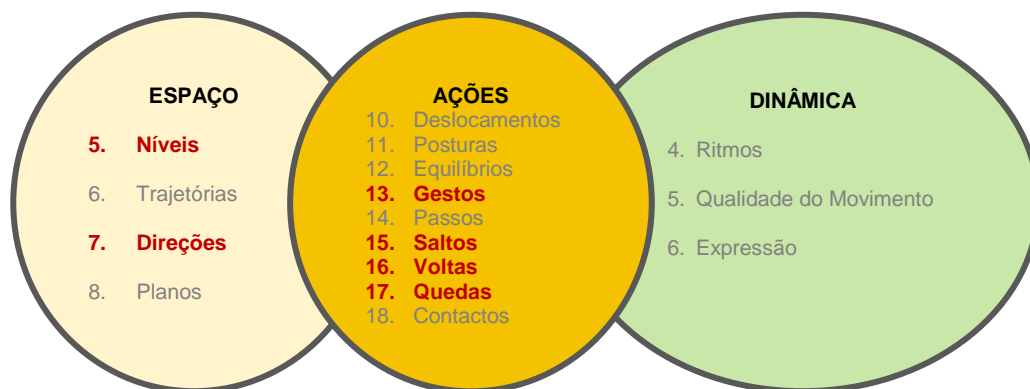 ESPAÇO
5. Níveis
6. Trajetórias
7. Direções
8. Planos
AÇÕES
10. Deslocamentos
11. Posturas
12. Equilíbrios
13. Gestos
14. Passos
15. Saltos
16. Voltas
17. Quedas
18. Contactos
DINÂMICA
4. Ritmos
5. Qualidade do Movimento
6. Expressão